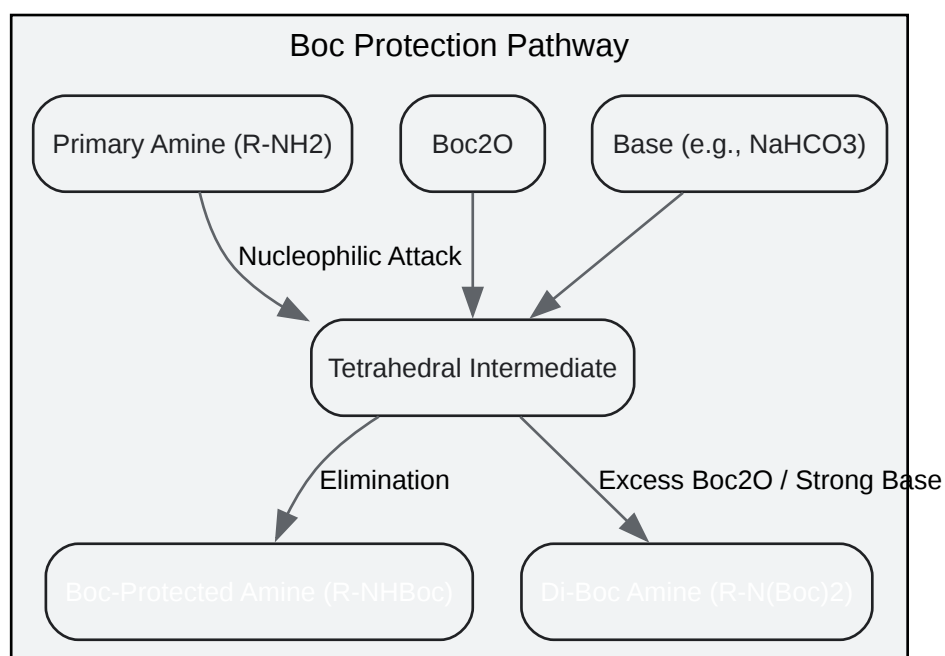 Boc Protection Pathway
Primary Amine (R-NH2)
Boc2O
Base (e.g., NaHCO3)
Nucleophilic Attack
Tetrahedral Intermediate
Elimination
Excess Boc2O / Strong Base
Boc-Protected Amine (R-NHBoc)
Di-Boc Amine (R-N(Boc)2)